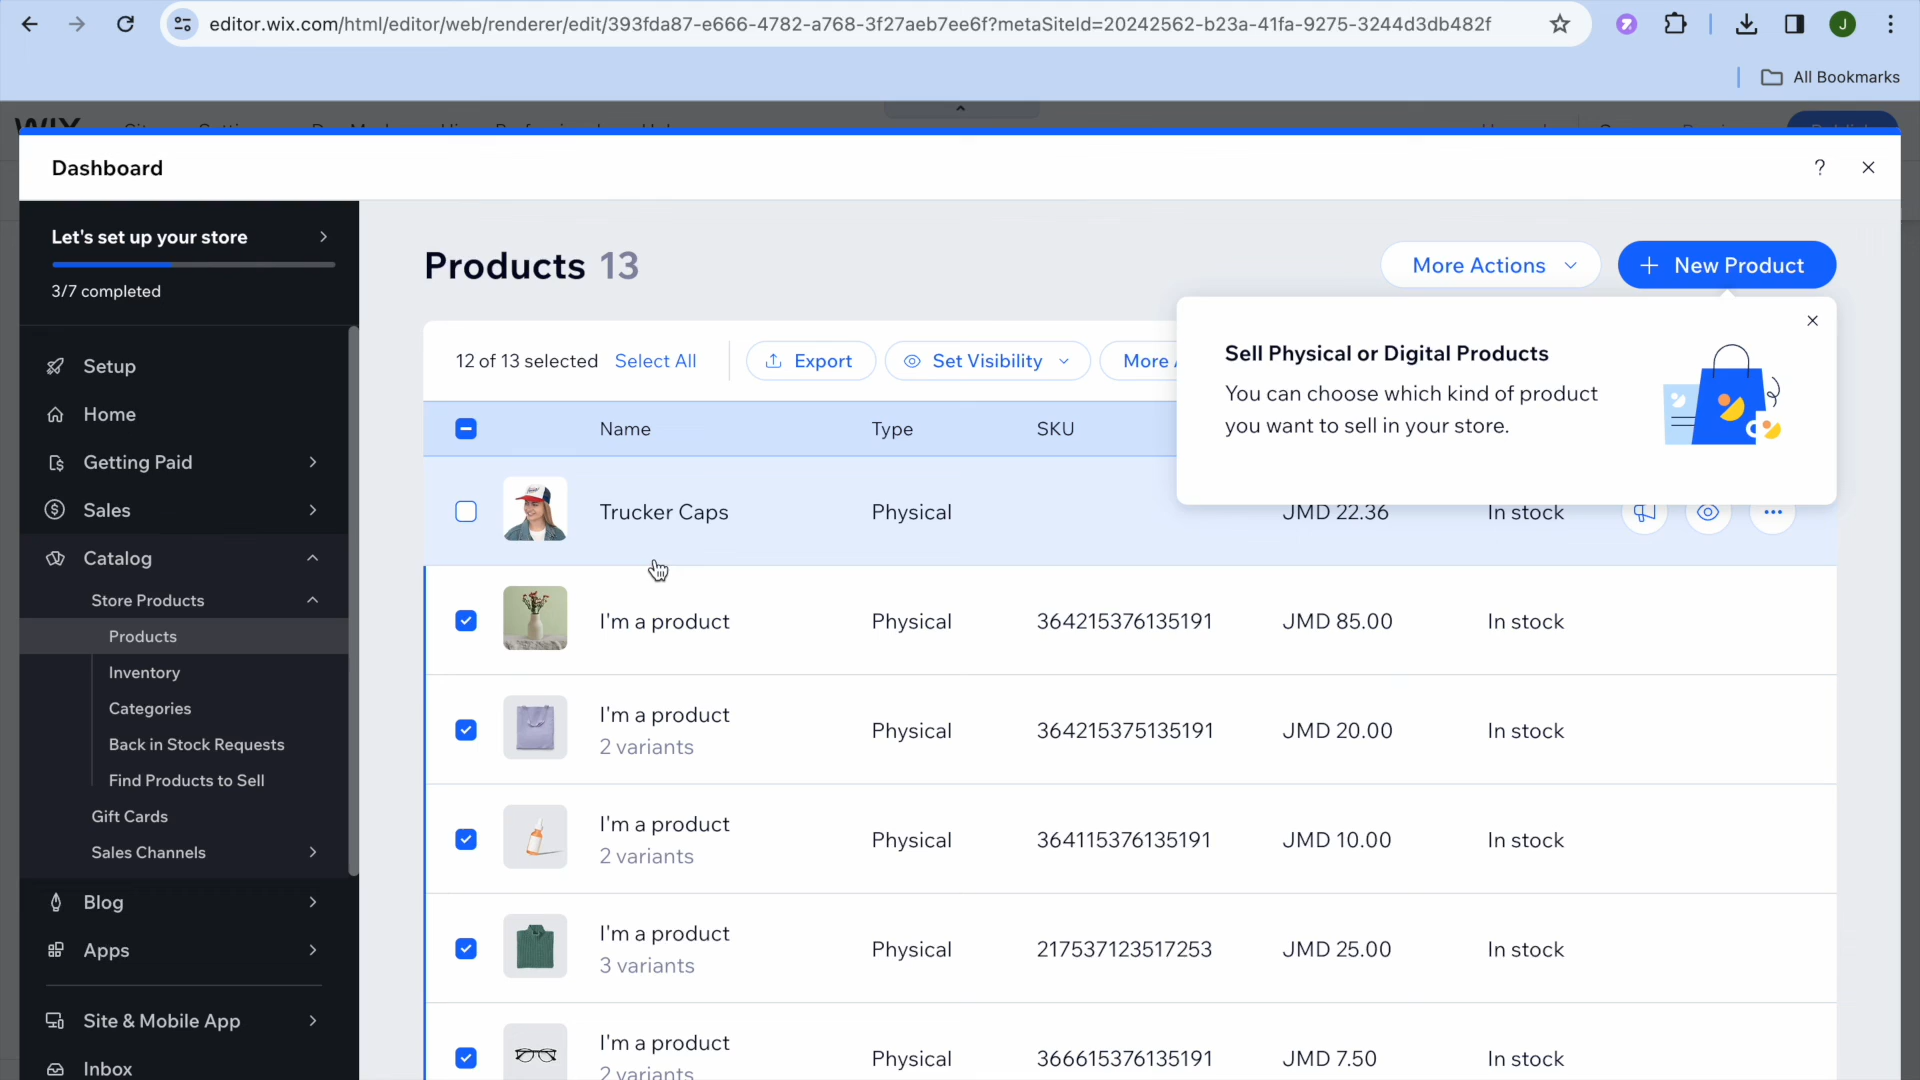 editor.wix.com/html/editor/web/renderer/edit/393fda87-e666-4782-a768-3f27aeb7ee6f?metaSiteId=20242562-b23a-41fa-9275-3244d3db482f
J
All Bookmarks
WIX
Dashboard
?
Let's set up your store
3/7 completed
Setup
Home
Getting Paid
Sales
Catalog
Store Products
Products
Inventory
Categories
Back in Stock Requests
Find Products to Sell
Gift Cards
Sales Channels
Blog
Apps
Site & Mobile App
Inbox
Products 13
More Actions
+ New Product
12 of 13 selected Select All Export Set Visibility More A
Sell Physical or Digital Products
You can choose which kind of product
you want to sell in your store.
Name Type SKU
Trucker Caps Physical JMD 22.36 In stock
I'm a product Physical 364215376135191 JMD 85.00 In stock
I'm a product
2 variants
Physical 364215375135191 JMD 20.00 In stock
I'm a product
2 variants
Physical 364115376135191 JMD 10.00 In stock
I'm a product
3 variants
Physical 217537123517253 JMD 25.00 In stock
I'm a product
2 variants
Physical 366615376135191 JMD 7.50 In stock